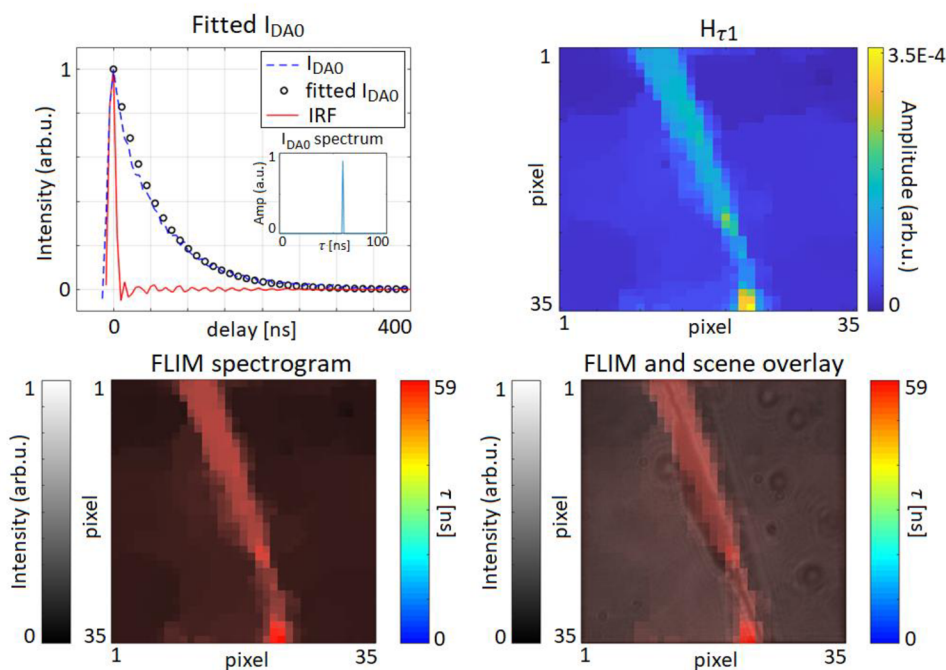 Fitted I_DA0
Intensity (arb.u.)
1
0
I_DA0
fitted I_DA0
IRF
I_DA0 spectrum
Amp (a.u.)
1
0
0
τ [ns]
100
0
delay [ns]
400
H_τ1
1
pixel
35
1
pixel
35
3.5E-4
Amplitude (arb.u.)
0
FLIM spectrogram
1
Intensity (arb.u.)
0
1
pixel
35
1
pixel
35
59
τ [ns]
0
FLIM and scene overlay
1
Intensity (arb.u.)
0
1
pixel
35
1
pixel
35
59
τ [ns]
0